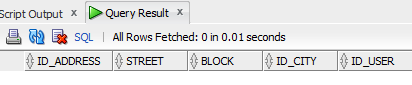 Script Output × Query Result ×
SQL | All Rows Fetched: 0 in 0.01 seconds
ID_ADDRESS STREET BLOCK ID_CITY ID_USER